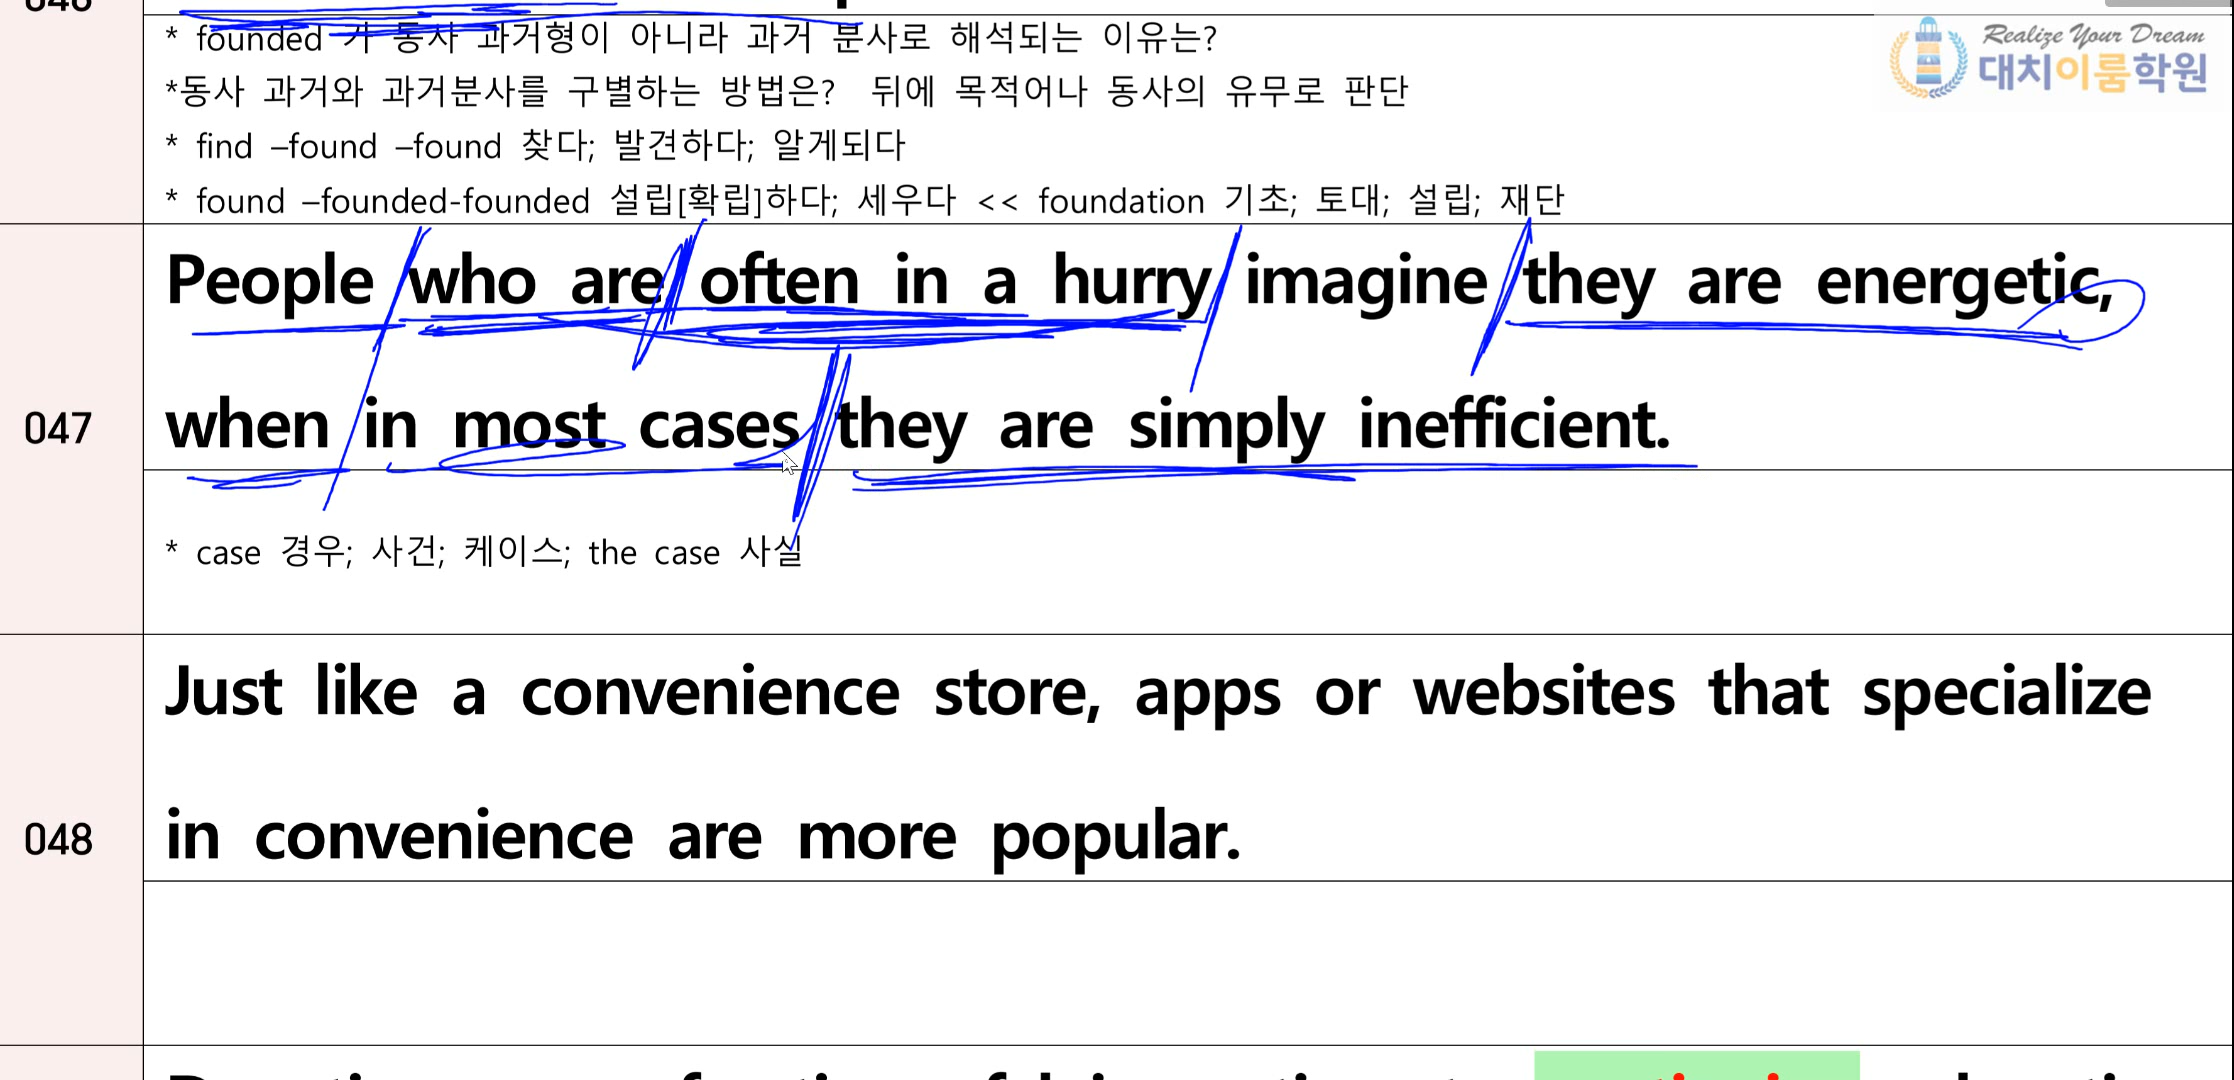 046
* founded 가 동사 과거형이 아니라 과거 분사로 해석되는 이유는?
Realize Your Dream
대치이룸학원
*동사 과거와 과거분사를 구별하는 방법은? 뒤에 목적어나 동사의 유무로 판단
* find –found –found 찾다; 발견하다; 알게되다
* found –founded-founded 설립[확립]하다; 세우다 << foundation 기초; 토대; 설립; 재단
People who are often in a hurry imagine they are energetic,
047
when in most cases they are simply inefficient.
* case 경우; 사건; 케이스; the case 사실
Just like a convenience store, apps or websites that specialize
048
in convenience are more popular.